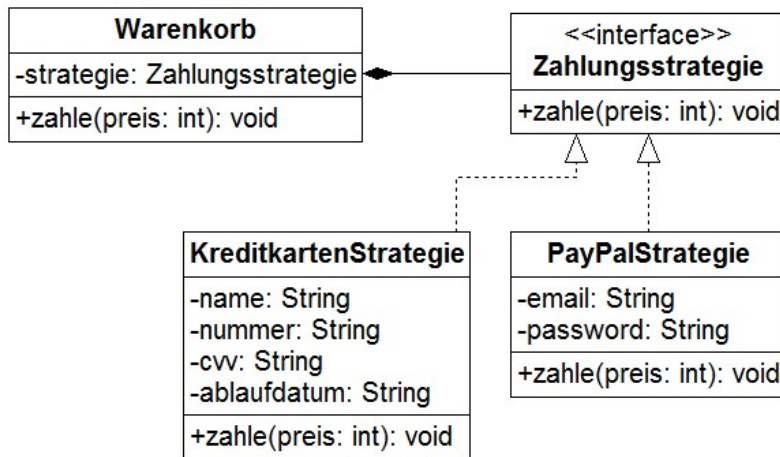 Warenkorb
-strategie: Zahlungsstrategie
+zahle(preis: int): void
<<interface>>
Zahlungsstrategie
+zahle(preis: int): void
KreditkartenStrategie
-name: String
-nummer: String
-cvv: String
-ablaufdatum: String
+zahle(preis: int): void
PayPalStrategie
-email: String
-password: String
+zahle(preis: int): void